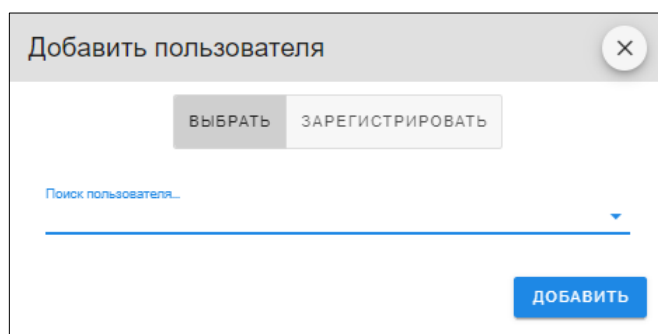 Добавить пользователя
ВЫБРАТЬ ЗАРЕГИСТРИРОВАТЬ
Поиск пользователя...
ДОБАВИТЬ